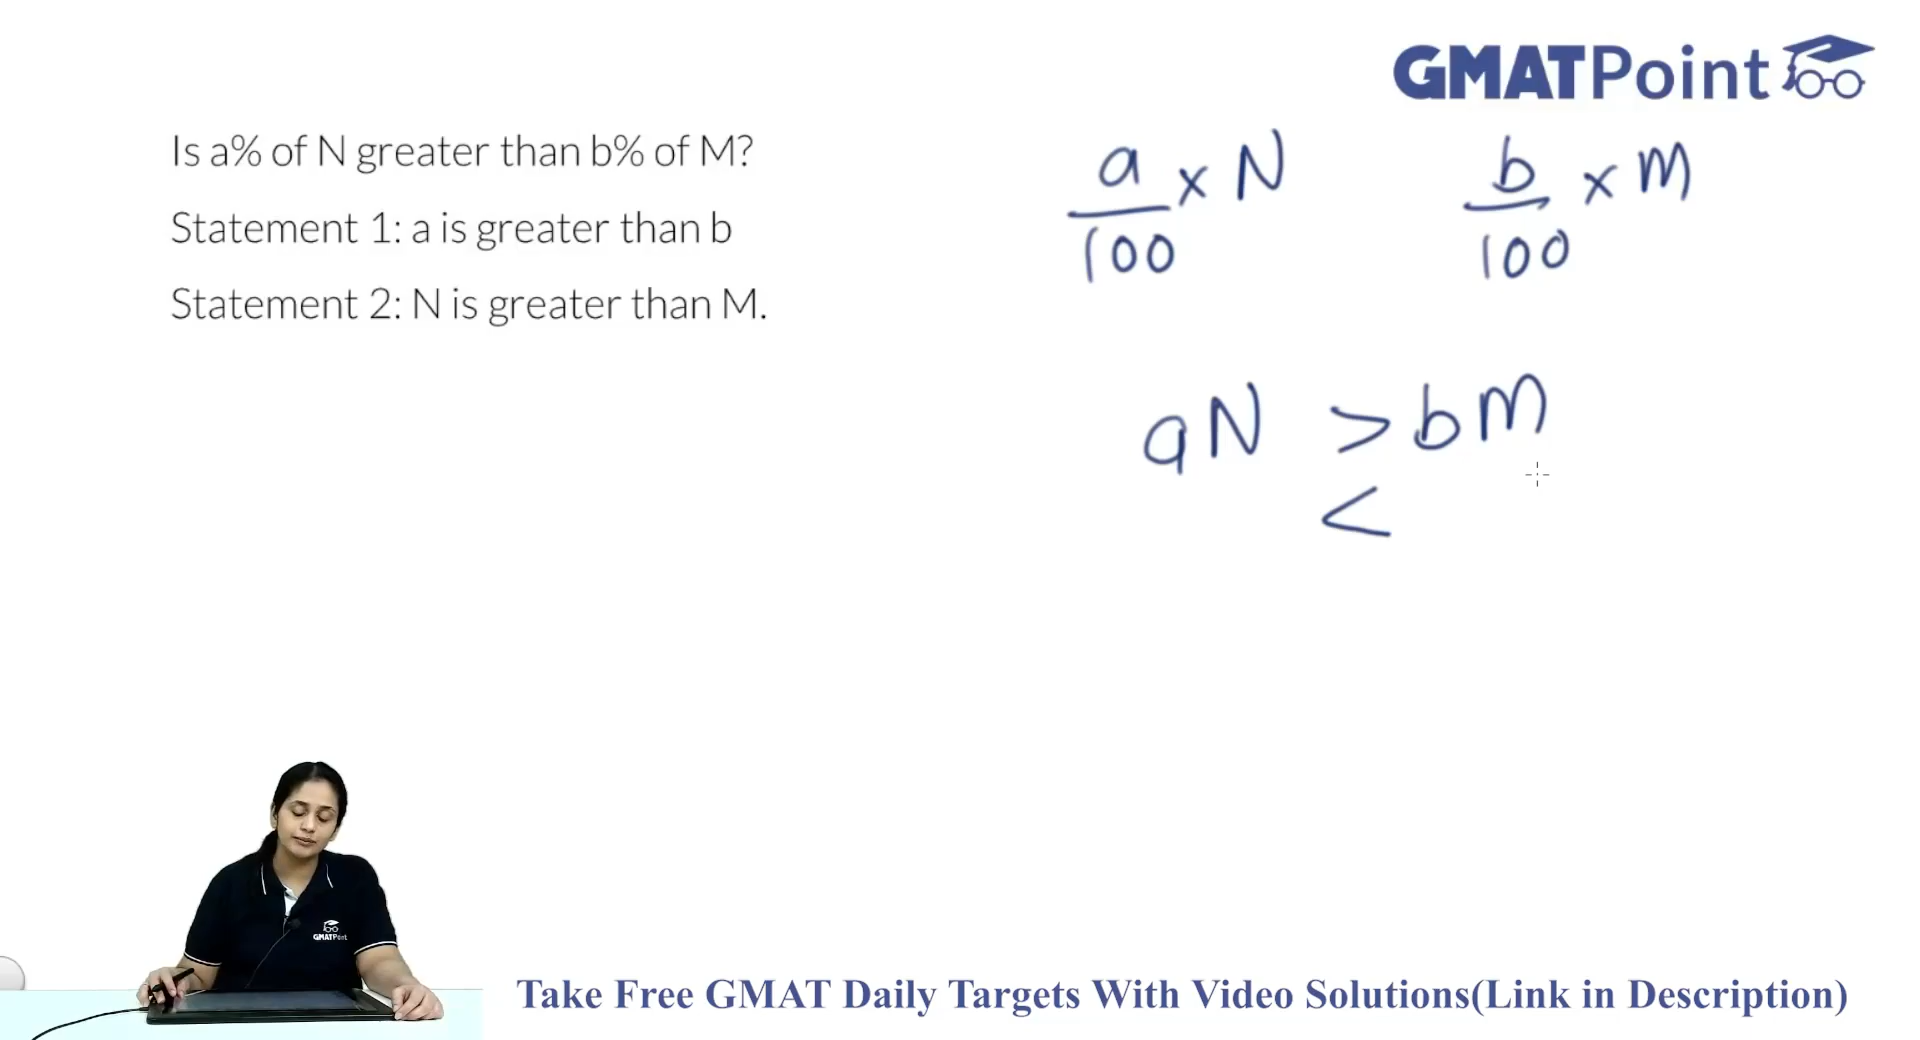 GMATPoint
Is a% of N greater than b% of M?
Statement 1: a is greater than b
Statement 2: N is greater than M.
a/100 × N
b/100 × M
aN > bM
<
GMATPoint
Take Free GMAT Daily Targets With Video Solutions(Link in Description)